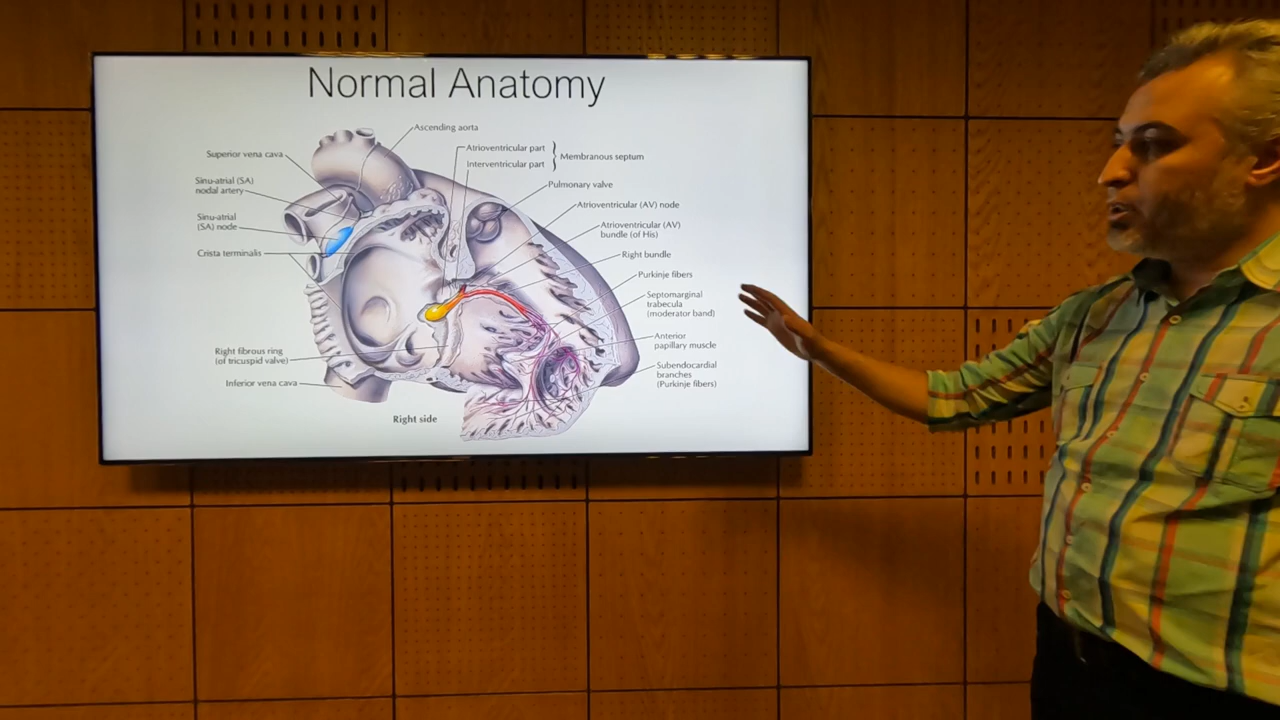 Normal Anatomy
Ascending aorta
Superior vena cava
Sinu-atrial (SA)
nodal artery
Sinu-atrial
(SA) node
Crista terminalis
Right fibrous ring
(of tricuspid valve)
Inferior vena cava
Atrioventricular part
Interventricular part
Membranous septum
Pulmonary valve
Atrioventricular (AV) node
Atrioventricular (AV)
bundle (of His)
Right bundle
Purkinje fibers
Septomarginal
trabecula
(moderator band)
Anterior
papillary muscle
Subendocardial
branches
(Purkinje fibers)
Right side